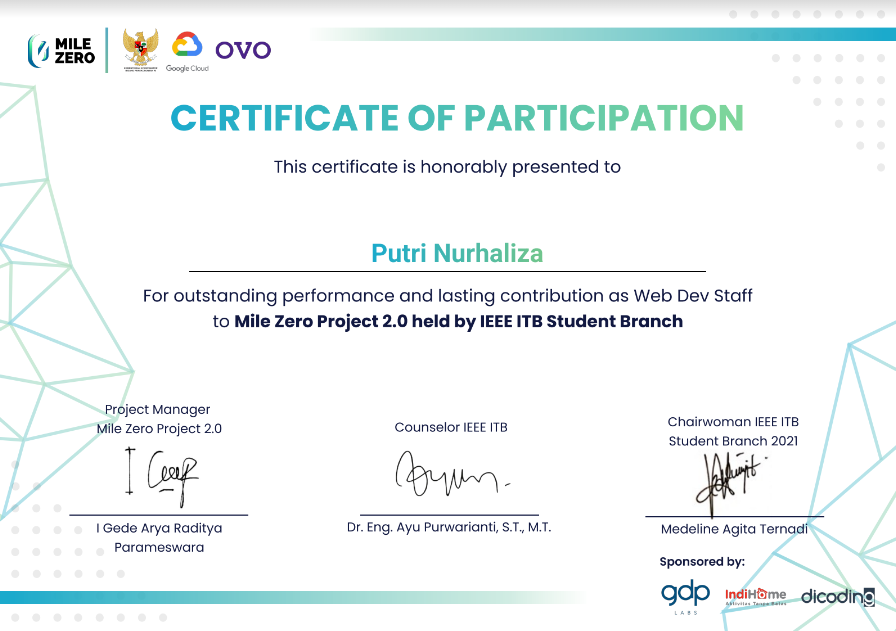 MILE
ZERO
Google Cloud
OVO
CERTIFICATE OF PARTICIPATION
This certificate is honorably presented to
Putri Nurhaliza
For outstanding performance and lasting contribution as Web Dev Staff
to Mile Zero Project 2.0 held by IEEE ITB Student Branch
Project Manager
Mile Zero Project 2.0
I Gede Arya Raditya
Parameswara
Counselor IEEE ITB
Dr. Eng. Ayu Purwarianti, S.T., M.T.
Chairwoman IEEE ITB
Student Branch 2021
Medeline Agita Ternadi
Sponsored by:
gdp
LABS
IndiHome
Aktivitas Tanpa Batas
dicoding